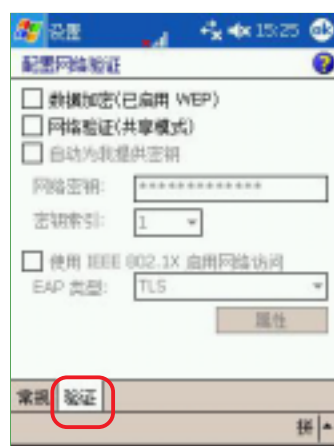 设置 15:25 ok
配置网络验证
数据加密(已启用 WEP)
网络验证(共享模式)
自动为我提供密钥
网络密钥: *************
密钥索引: 1
使用 IEEE 802.1X 启用网络访问
EAP 类型: TLS
属性
常规 验证
拼